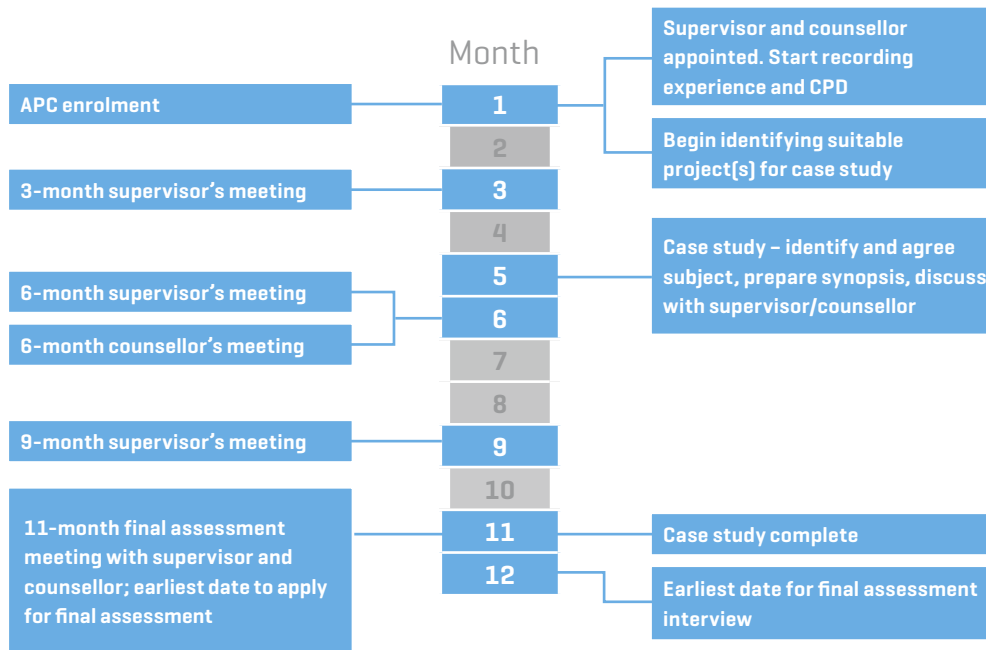 Month
APC enrolment
1
Supervisor and counsellor
appointed. Start recording
experience and CPD
Begin identifying suitable
project(s) for case study
2
3-month supervisor’s meeting
3
4
5
Case study – identify and agree
subject, prepare synopsis, discuss
with supervisor/counsellor
6-month supervisor’s meeting
6-month counsellor’s meeting
6
7
8
9-month supervisor’s meeting
9
10
11-month final assessment
meeting with supervisor and
counsellor; earliest date to apply
for final assessment
11
Case study complete
12
Earliest date for final assessment
interview